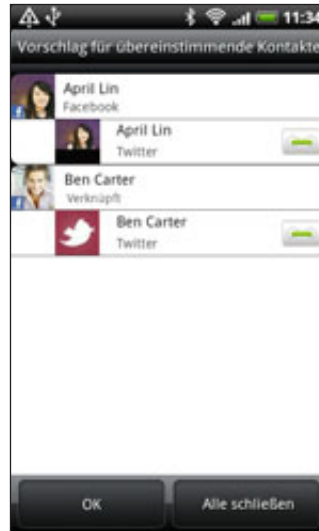 11:34
Vorschlag für übereinstimmende Kontakte
April Lin
Facebook
April Lin
Twitter
Ben Carter
Verknüpft
Ben Carter
Twitter
OK
Alle schließen